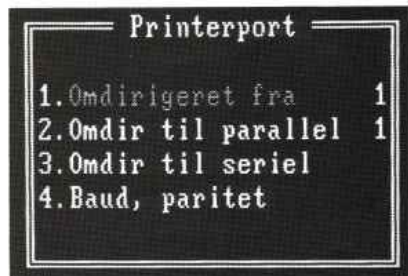 Printerport
1.Omdirigeret fra 1
2.Omdir til parallel 1
3.Omdir til seriel
4.Baud, paritet